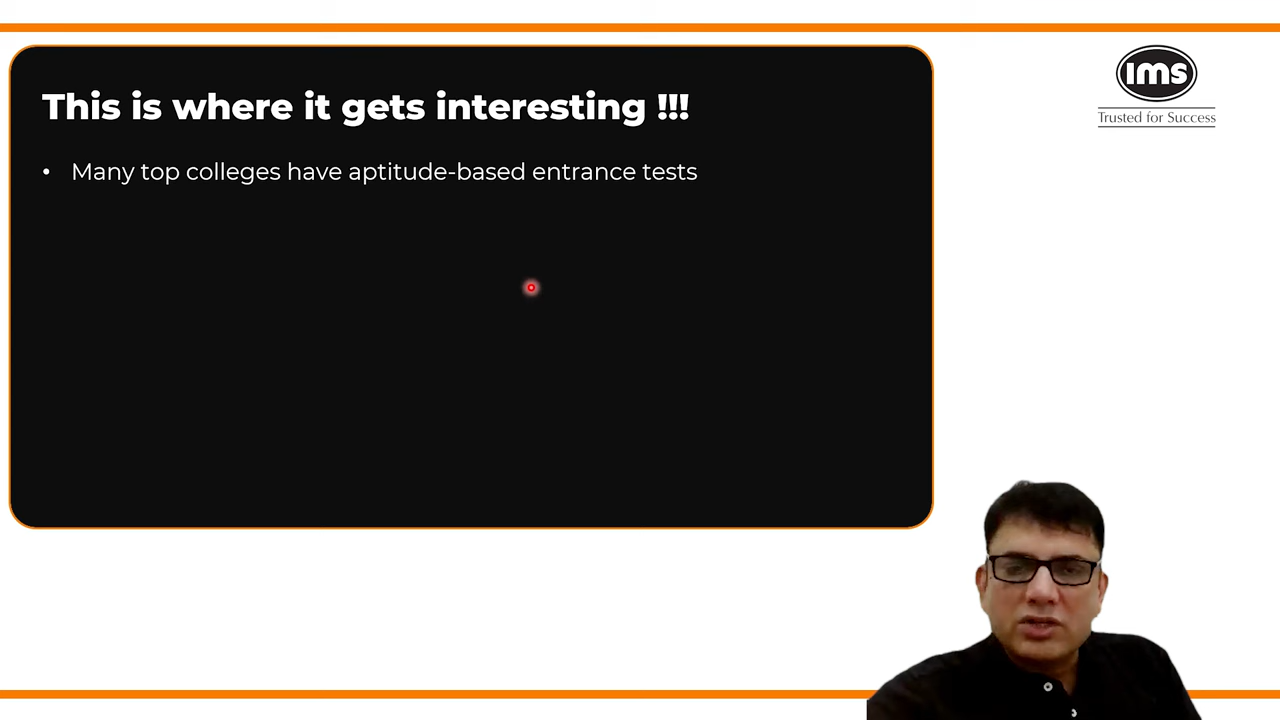 This is where it gets interesting !!!
• Many top colleges have aptitude-based entrance tests
ims
Trusted for Success